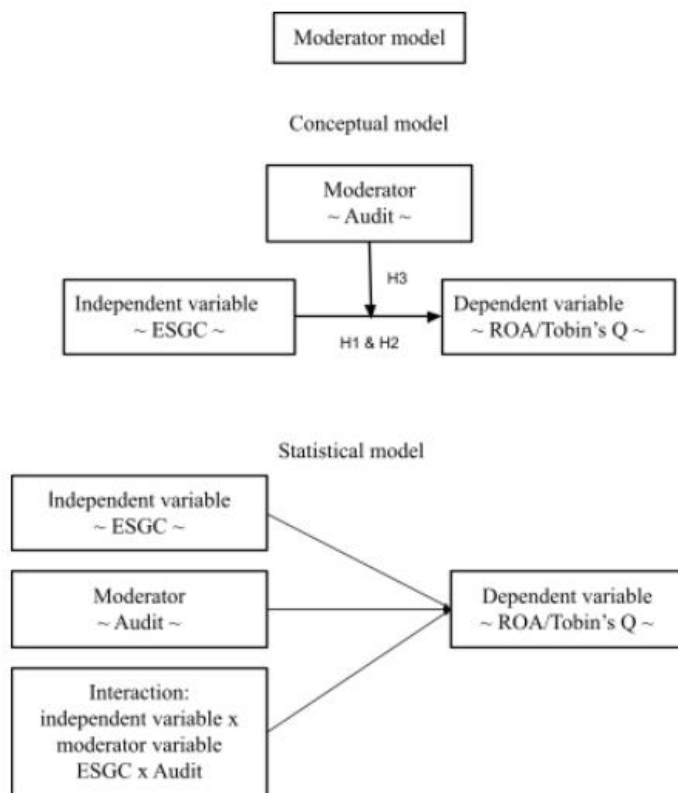 Moderator model
Conceptual model
Moderator
~ Audit ~
H3
Independent variable
~ ESGC ~
H1 & H2
Dependent variable
~ ROA/Tobin's Q ~
Statistical model
Independent variable
~ ESGC ~
Moderator
~ Audit ~
Interaction:
independent variable x
moderator variable
ESGC x Audit
Dependent variable
~ ROA/Tobin's Q ~